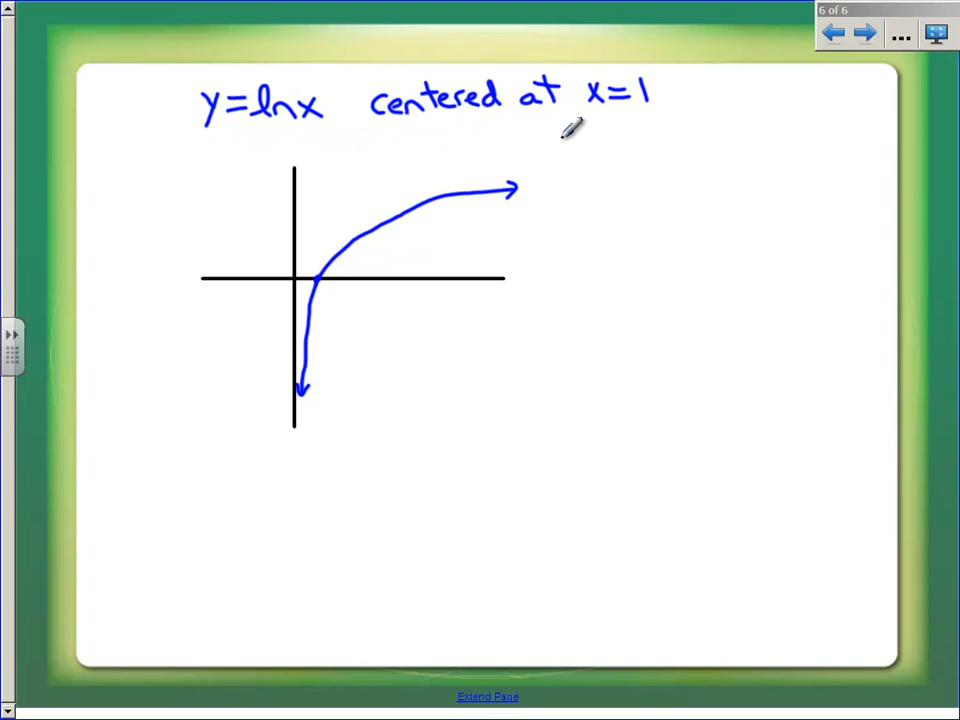 6 of 6
y=lnx centered at x=1
Extend Page